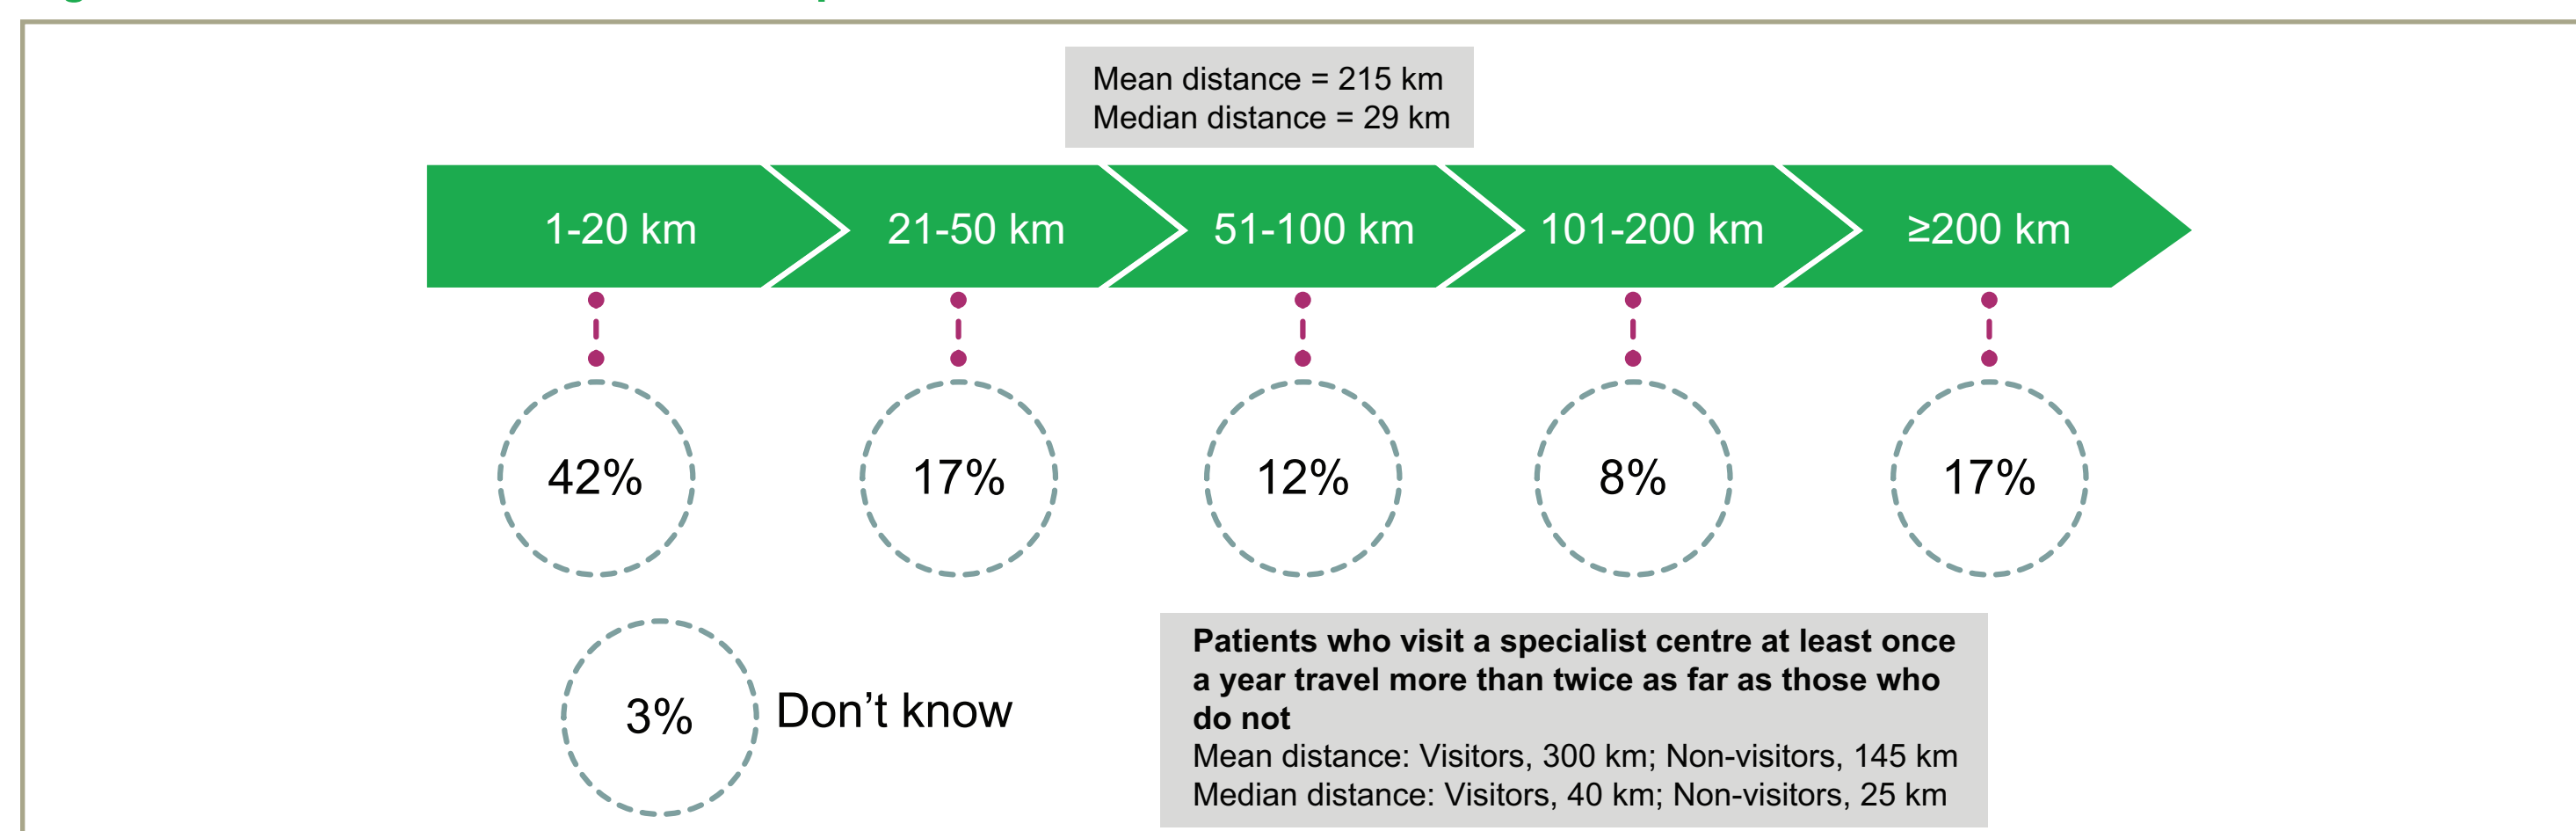 Mean distance = 215 km
Median distance = 29 km
1-20 km
21-50 km
51-100 km
101-200 km
≥200 km
42%
17%
12%
8%
17%
3%
Don’t know
Patients who visit a specialist centre at least once
a year travel more than twice as far as those who
do not
Mean distance: Visitors, 300 km; Non-visitors, 145 km
Median distance: Visitors, 40 km; Non-visitors, 25 km